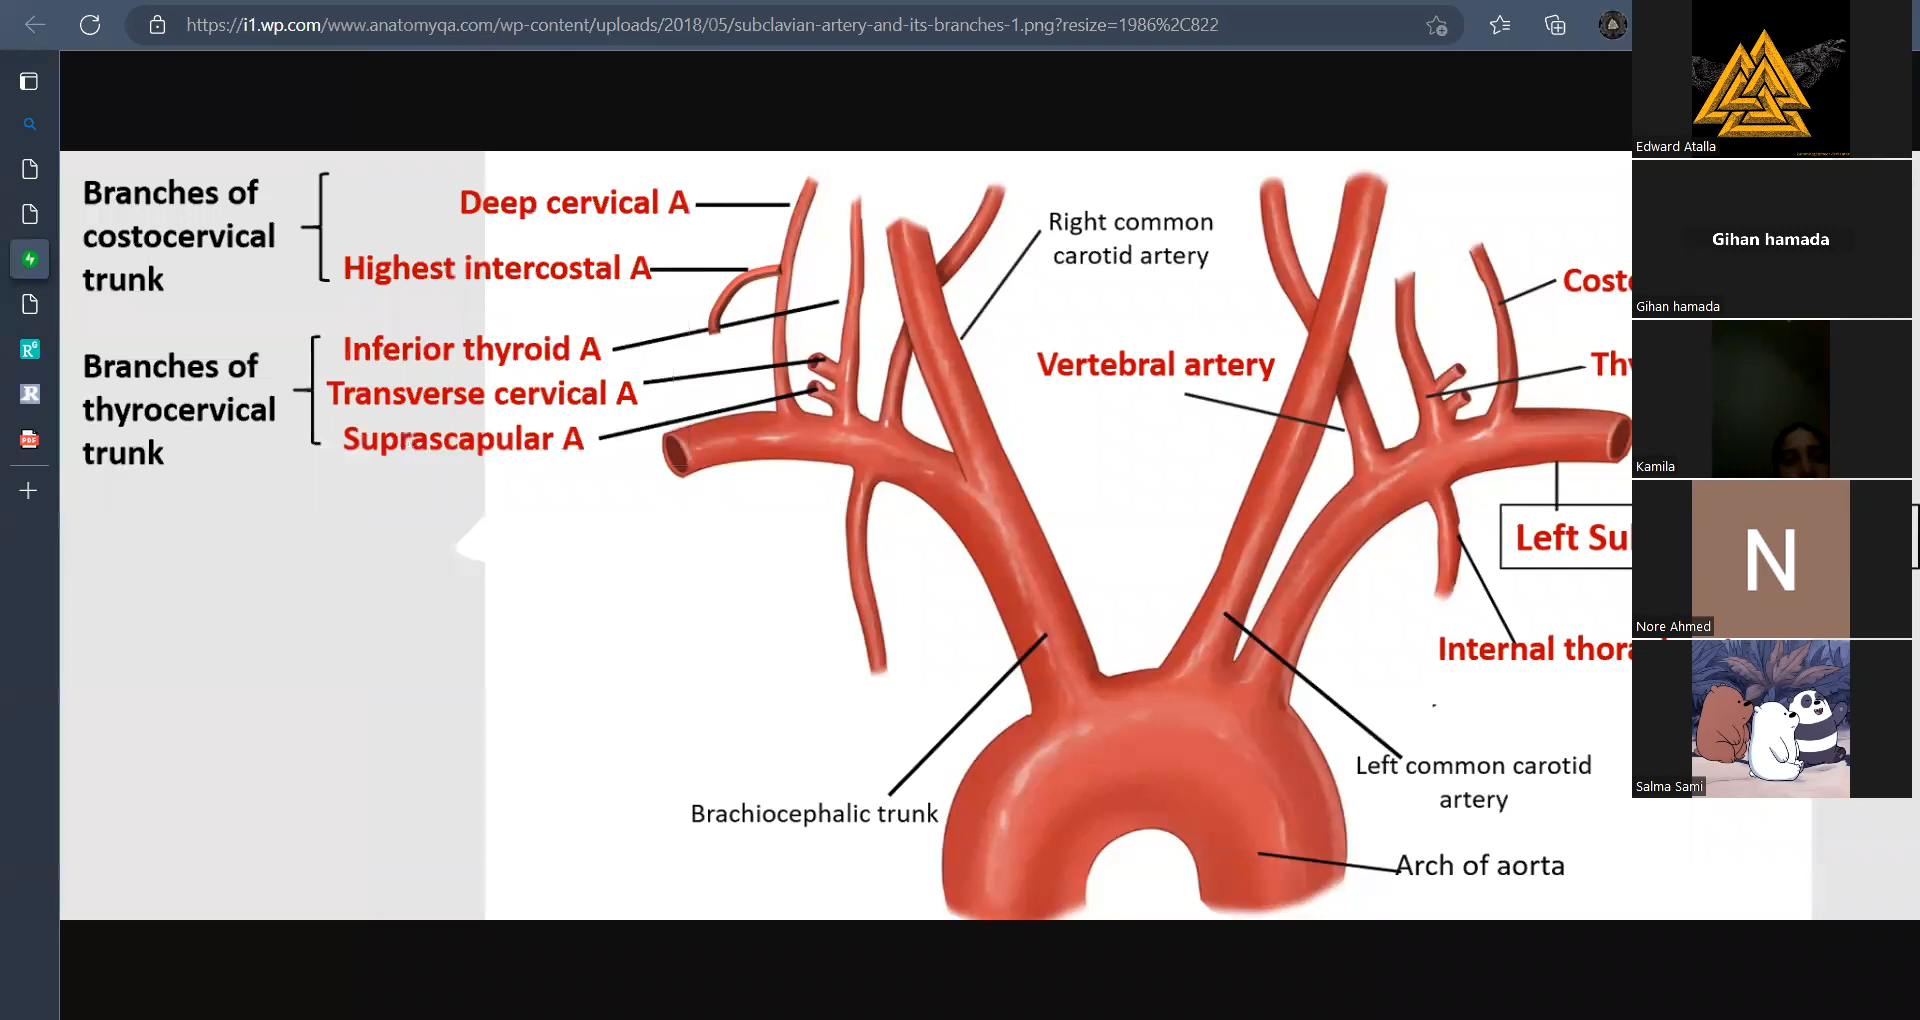 https://i1.wp.com/www.anatomyqa.com/wp-content/uploads/2018/05/subclavian-artery-and-its-branches-1.png?resize=1986%2C822
Branches of
costocervical
trunk
Deep cervical A
Highest intercostal A
Branches of
thyrocervical
trunk
Inferior thyroid A
Transverse cervical A
Suprascapular A
Right common
carotid artery
Vertebral artery
Cost
Th
Left Su
Internal thor
Brachiocephalic trunk
Left common carotid
artery
Arch of aorta
Edward Atalla
Gihan hamada
Gihan hamada
Kamila
N
Nore Ahmed
Salma Sami
R
PDF